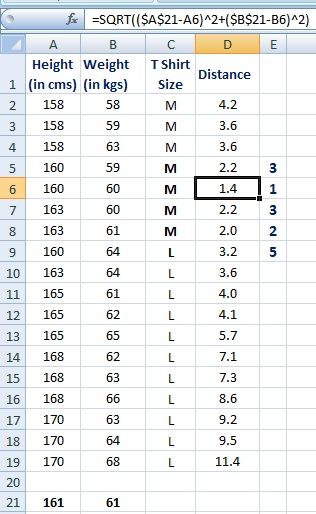 fx =SQRT(($A$21-A6)^2+($B$21-B6)^2)
A B C D E
1 Height (in cms) Weight (in kgs) T Shirt Size Distance
2 158 58 M 4.2
3 158 59 M 3.6
4 158 63 M 3.6
5 160 59 M 2.2 3
6 160 60 M 1.4 1
7 163 60 M 2.2 3
8 163 61 M 2.0 2
9 160 64 L 3.2 5
10 163 64 L 3.6
11 165 61 L 4.0
12 165 62 L 4.1
13 165 65 L 5.7
14 168 62 L 7.1
15 168 63 L 7.3
16 168 66 L 8.6
17 170 63 L 9.2
18 170 64 L 9.5
19 170 68 L 11.4
20
21 161 61